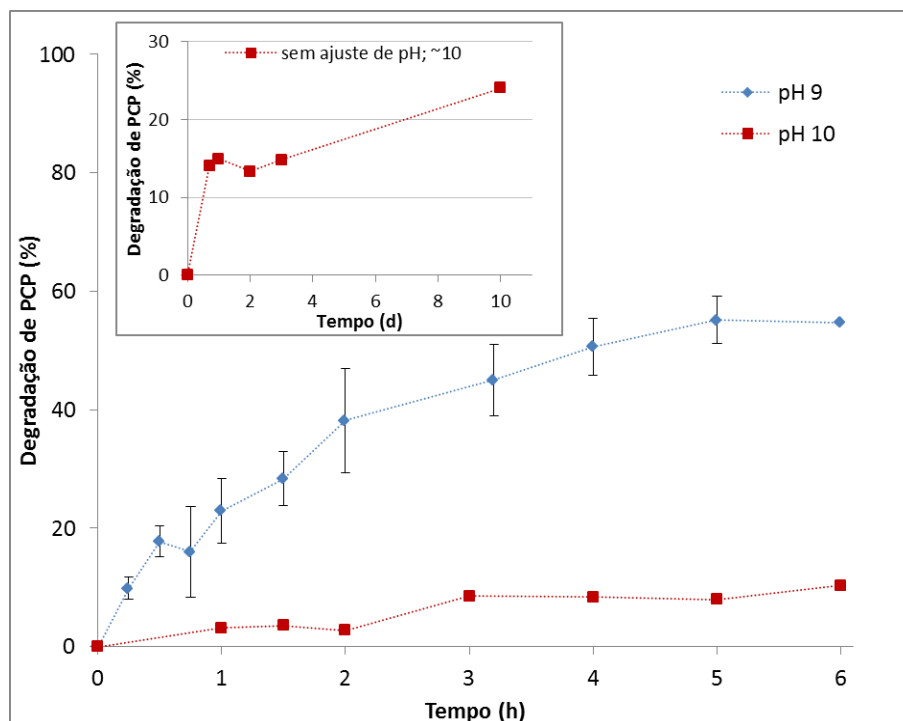 100
80
60
40
20
0
Degradação de PCP (%)
0 1 2 3 4 5 6
Tempo (h)
pH 9
pH 10
30
20
10
0
Degradação de PCP (%)
sem ajuste de pH; ~10
0 2 4 6 8 10
Tempo (d)